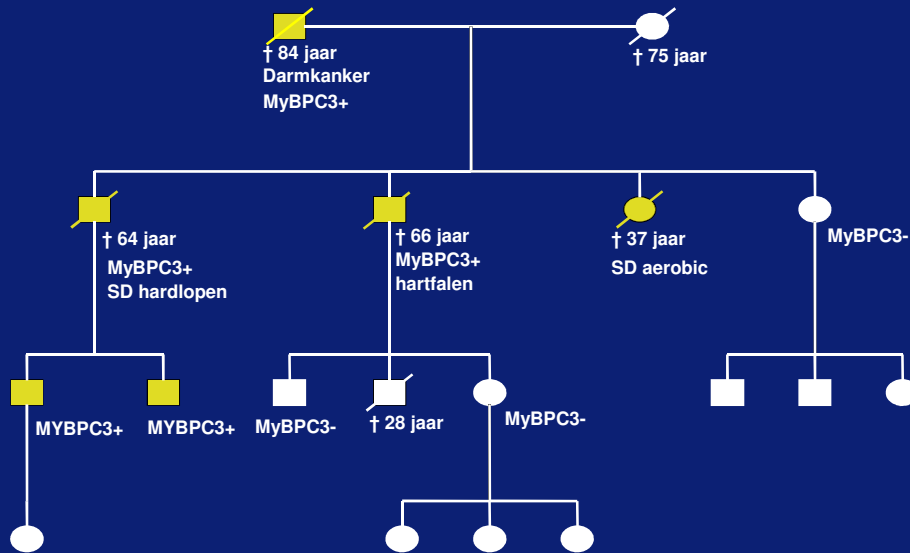 † 84 jaar
Darmkanker
MyBPC3+
† 75 jaar
† 64 jaar
MyBPC3+
SD hardlopen
† 66 jaar
MyBPC3+
hartfalen
† 37 jaar
SD aerobic
MyBPC3-
MYBPC3+
MYBPC3+
MyBPC3-
† 28 jaar
MyBPC3-